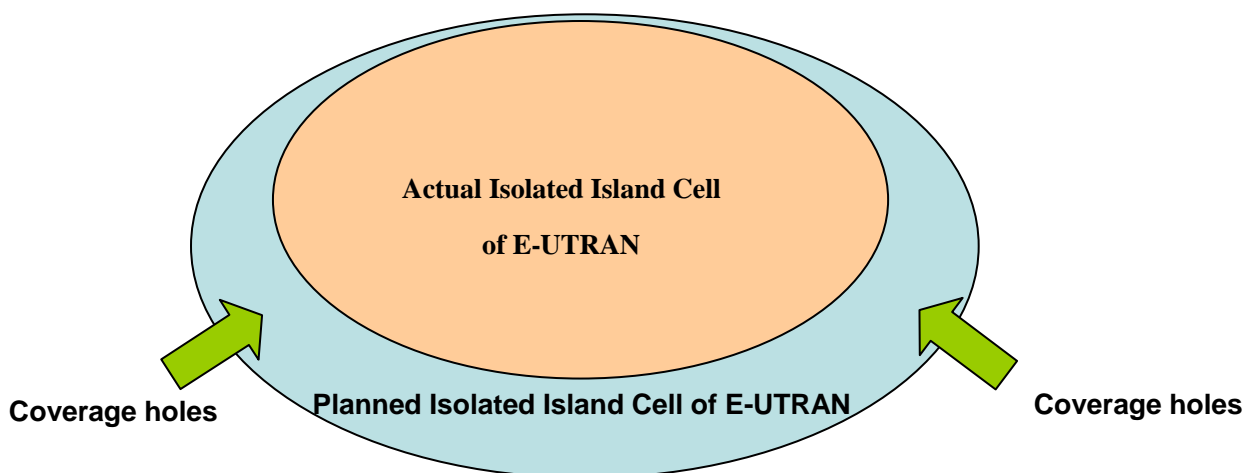 Actual Isolated Island Cell
of E-UTRAN
Coverage holes
Planned Isolated Island Cell of E-UTRAN
Coverage holes